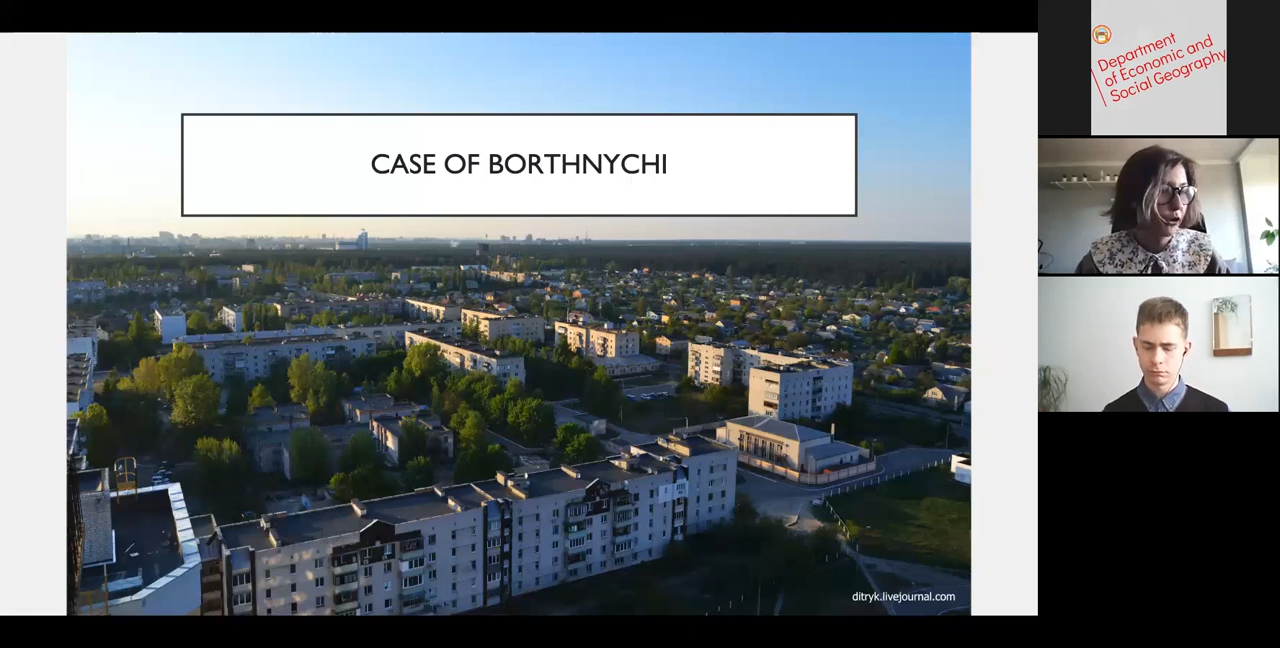 CASE OF BORTHNYCHI
ditryk.livejournal.com
Department
of Economic and
Social Geography